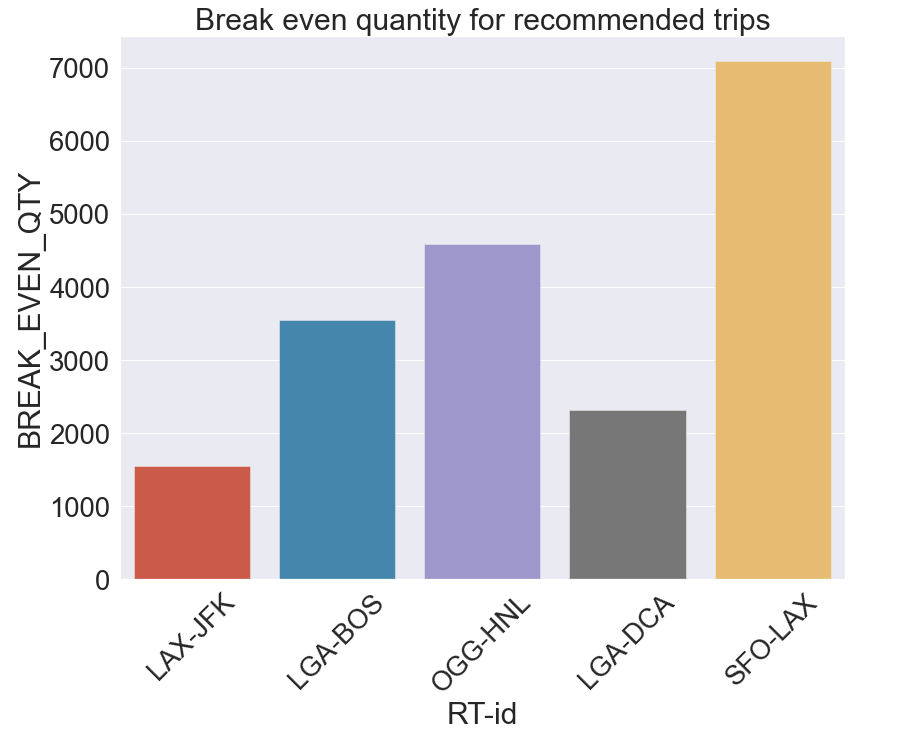 Break even quantity for recommended trips
BREAK_EVEN_QTY
7000
6000
5000
4000
3000
2000
1000
0
LAX-JFK
LGA-BOS
OGG-HNL
LGA-DCA
SFO-LAX
RT-id